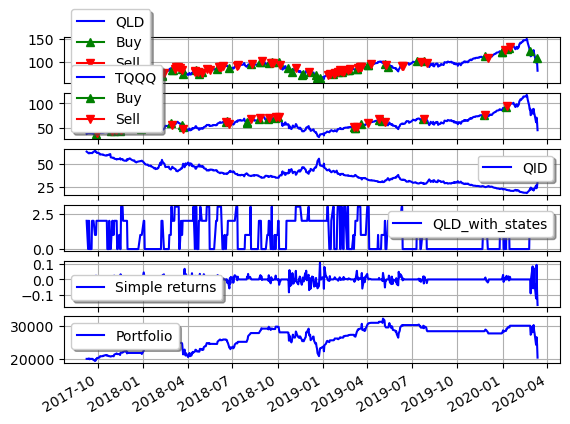 QLD
Buy
Sell
150
100
TQQQ
Buy
Sell
100
50
QID
50
25
QLD_with_states
2.5
0.0
Simple returns
0.1
0.0
−0.1
Portfolio
30000
20000
2017-10
2018-01
2018-04
2018-07
2018-10
2019-01
2019-04
2019-07
2019-10
2020-01
2020-04